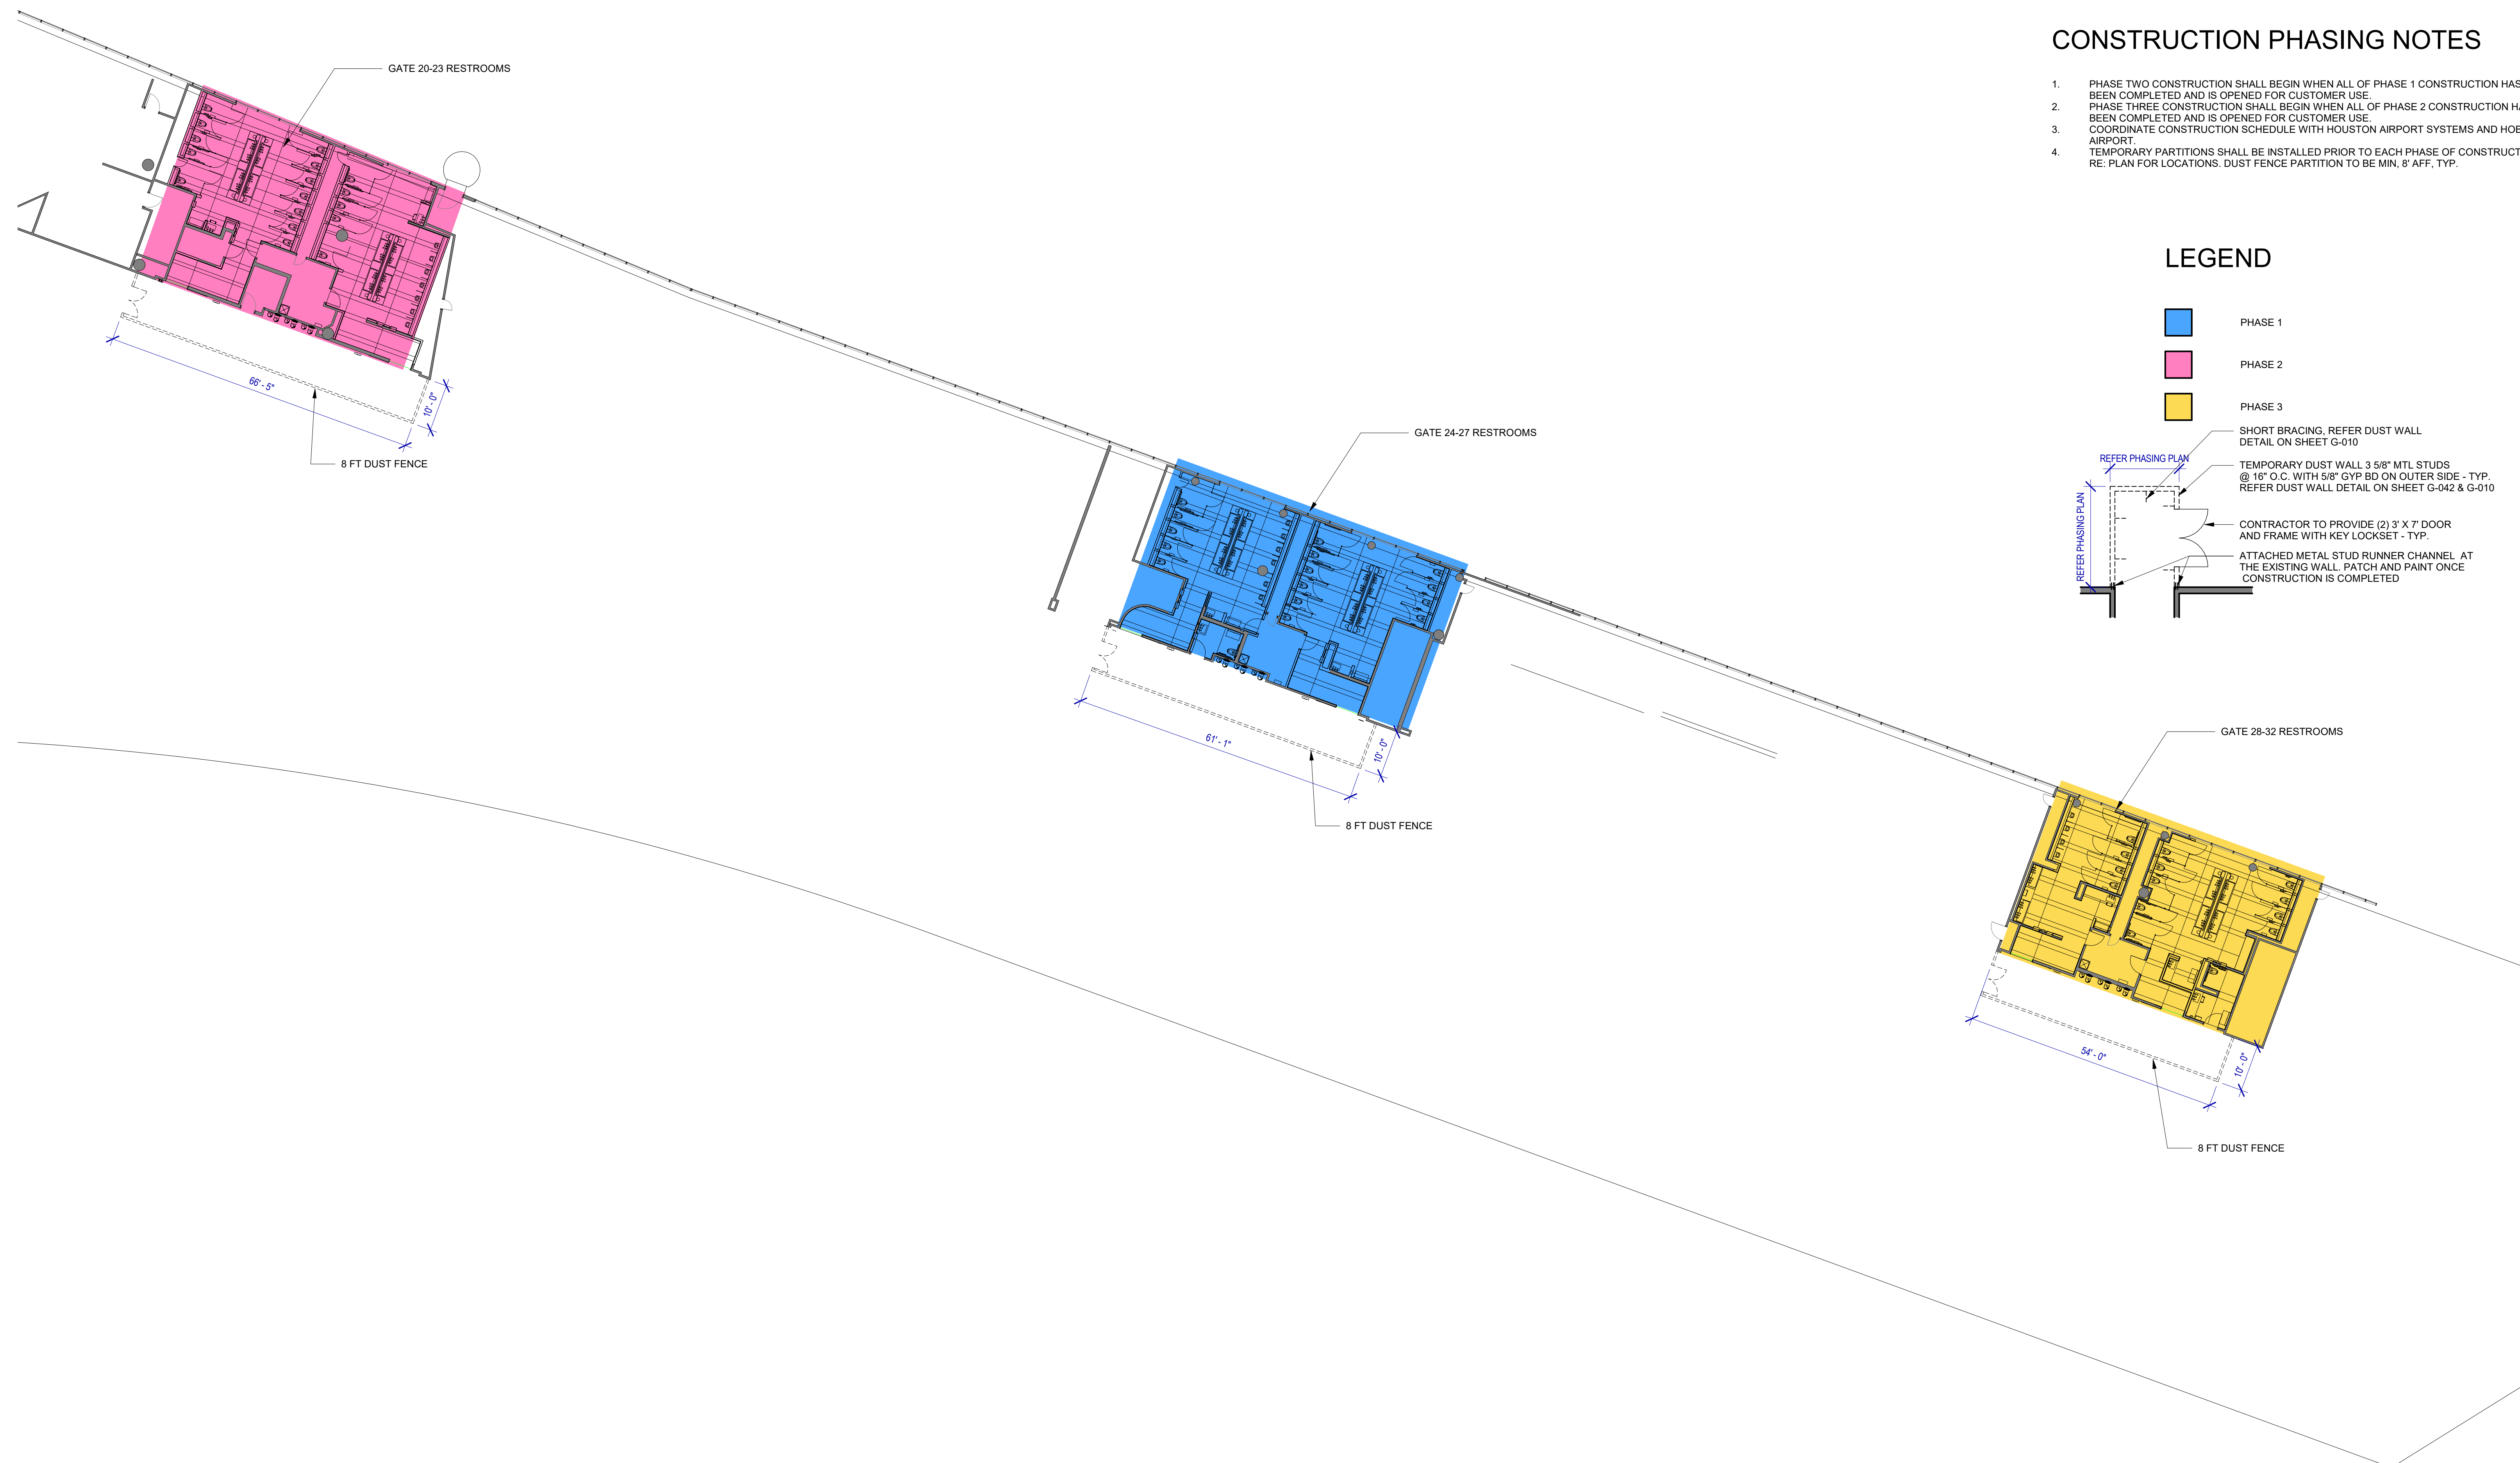 CONSTRUCTION PHASING NOTES
1. PHASE TWO CONSTRUCTION SHALL BEGIN WHEN ALL OF PHASE 1 CONSTRUCTION HAS
BEEN COMPLETED AND IS OPENED FOR CUSTOMER USE.
2. PHASE THREE CONSTRUCTION SHALL BEGIN WHEN ALL OF PHASE 2 CONSTRUCTION
BEEN COMPLETED AND IS OPENED FOR CUSTOMER USE.
3. COORDINATE CONSTRUCTION SCHEDULE WITH HOUSTON AIRPORT SYSTEMS AND
AIRPORT.
4. TEMPORARY PARTITIONS SHALL BE INSTALLED PRIOR TO EACH PHASE OF
RE: PLAN FOR LOCATIONS. DUST FENCE PARTITION TO BE MIN, 8' AFF, TYP.
GATE 20-23 RESTROOMS
66' - 5"
10' - 0"
8 FT DUST FENCE
GATE 24-27 RESTROOMS
61' - 1"
10' - 0"
8 FT DUST FENCE
GATE 28-32 RESTROOMS
54' - 0"
10' - 0"
8 FT DUST FENCE
LEGEND
PHASE 1
PHASE 2
PHASE 3
SHORT BRACING, REFER DUST WALL
DETAIL ON SHEET G-010
REFER PHASING PLAN
REFER PHASING PLAN
TEMPORARY DUST WALL 3 5/8" MTL STUDS
@ 16" O.C. WITH 5/8" GYP BD ON OUTER SIDE - TYP.
REFER DUST WALL DETAIL ON SHEET G-042 & G-010
CONTRACTOR TO PROVIDE (2) 3' X 7' DOOR
AND FRAME WITH KEY LOCKSET - TYP.
ATTACHED METAL STUD RUNNER CHANNEL AT
THE EXISTING WALL. PATCH AND PAINT ONCE
CONSTRUCTION IS COMPLETED